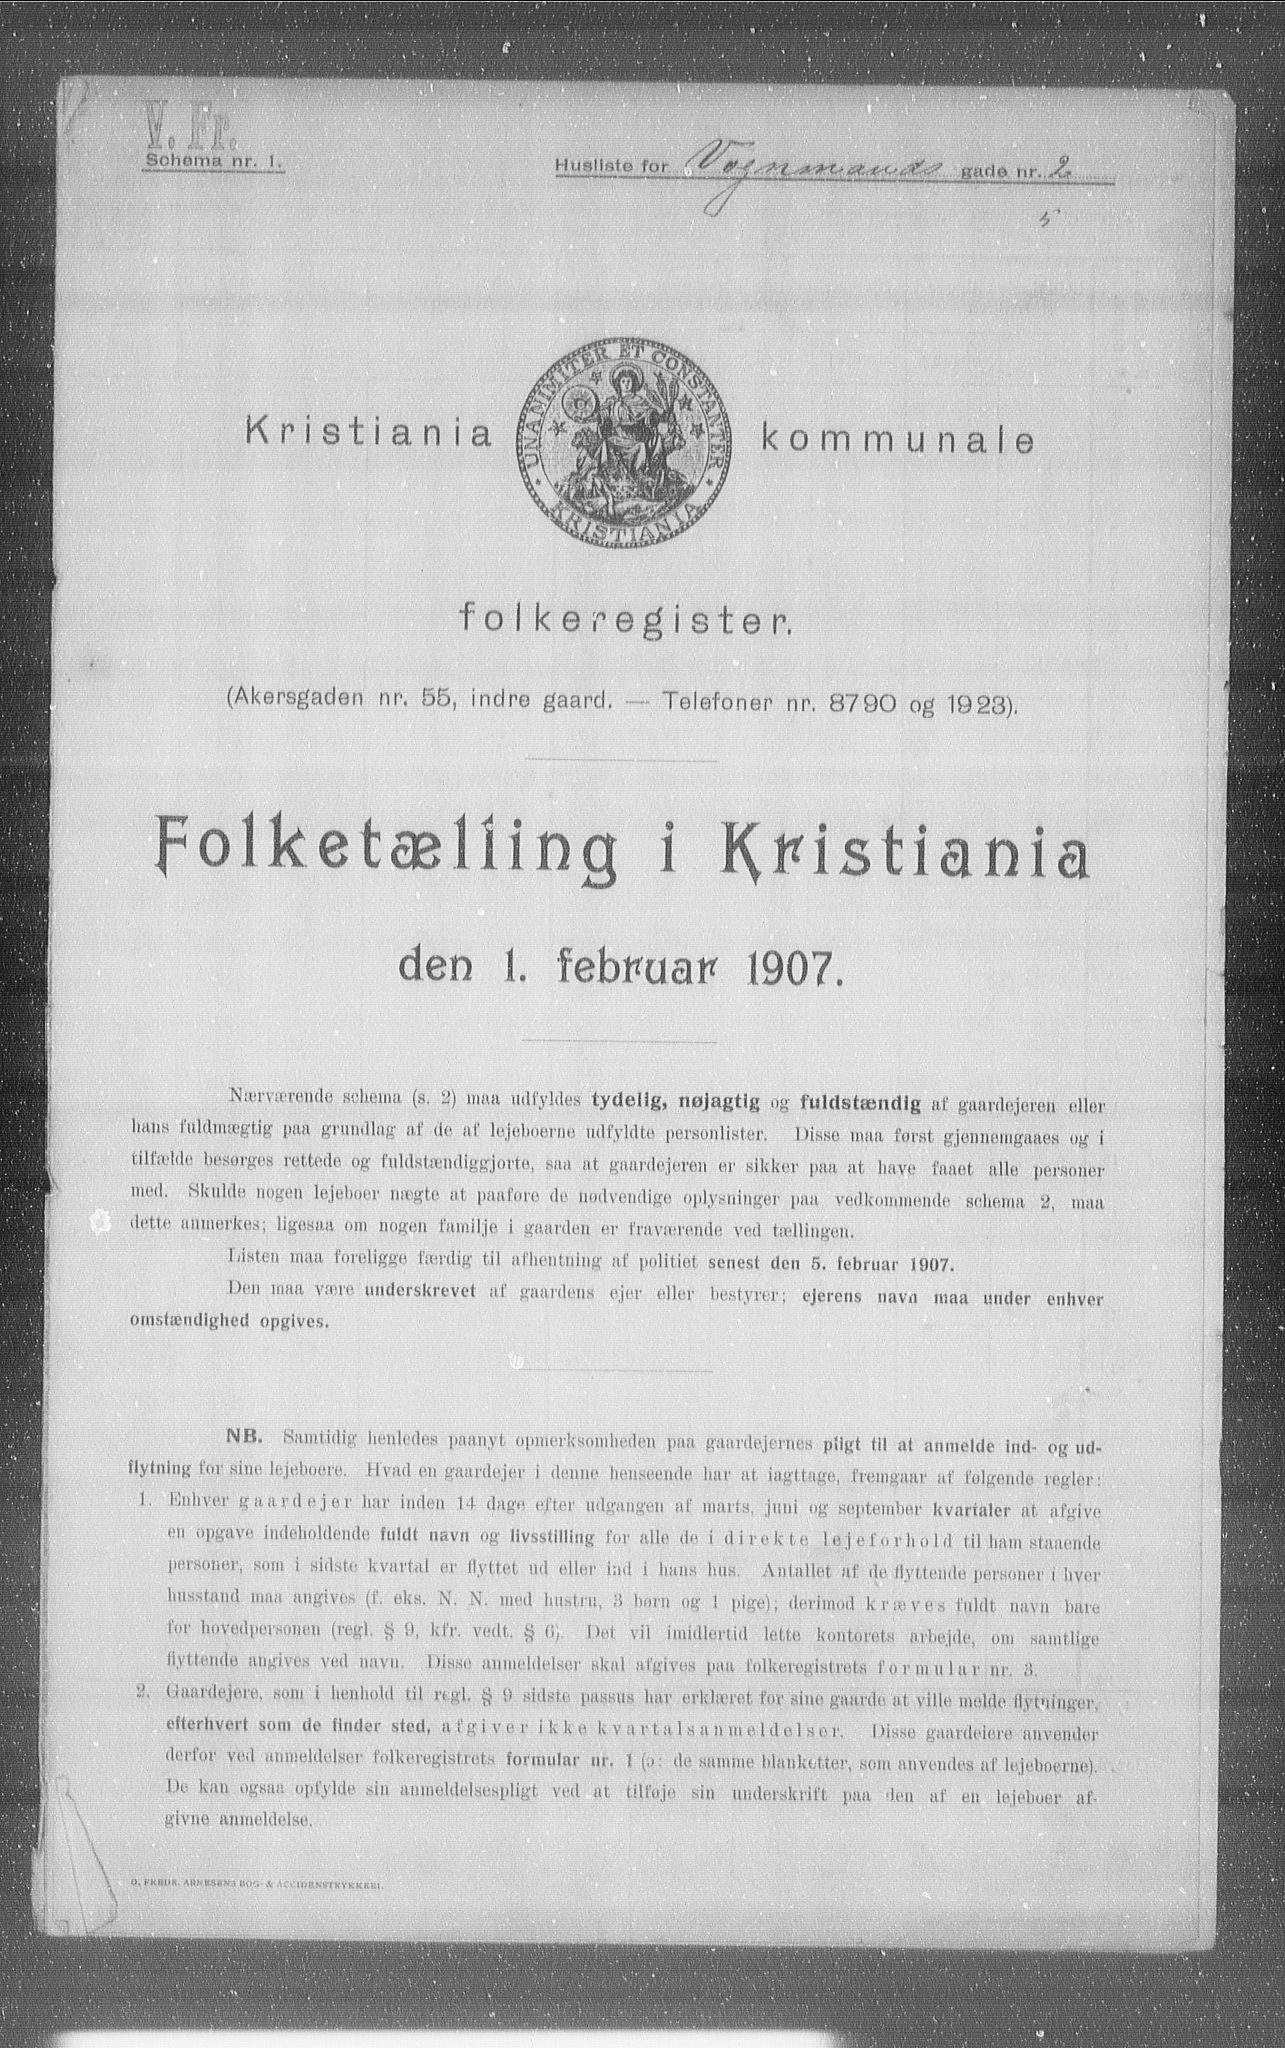 V. Fr.
Schema nr. 1.
Husliste for Vognmands gade nr. 2
5
UNANIMITER ET CONSTANTER
KRISTIANIA
Kristiania kommunale
folkeregister.
(Akersgaden nr. 55, indre gaard. — Telefoner nr. 8790 og 1923).
Folketælling i Kristiania
den 1. februar 1907.
Nærværende schema (s. 2) maa udfyldes tydelig, nøjagtig og fuldstændig af gaardejeren eller
hans fuldmægtig paa grundlag af de af lejeboerne udfyldte personlister. Disse maa først gjennemgaaes og i
tilfælde besørges rettede og fuldstændiggjorte, saa at gaardejeren er sikker paa at have faaet alle personer
med. Skulde nogen lejeboer nægte at paaføre de nødvendige oplysninger paa vedkommende schema 2, maa
dette anmerkes; ligesaa om nogen familje i gaarden er fraværende ved tællingen.
Listen maa foreligge færdig til afhentning af politiet senest den 5. februar 1907.
Den maa være underskrevet af gaardens ejer eller bestyrer; ejerens navn maa under enhver
omstændighed opgives.
NB. Samtidig henledes paanyt opmerksomheden paa gaardejernes pligt til at anmelde ind- og ud-
flytning for sine lejeboere. Hvad en gaardejer i denne henseende har at iagttage, fremgaar af følgende regler:
1. Enhver gaardejer har inden 14 dage efter udgangen af marts, juni og september kvartaler at afgive
en opgave indeholdende fuldt navn og livsstilling for alle de i direkte lejeforhold til ham staaende
personer, som i sidste kvartal er flyttet ud eller ind i hans hus. Antallet af de flyttende personer i hver
husstand maa angives (f. eks. N. N. med hustru, 3 børn og 1 pige); derimod kræves fuldt navn bare
for hovedpersonen (regl. § 9, kfr. vedt. § 6). Det vil imidlertid lette kontorets arbejde, om samtlige
flyttende angives ved navn. Disse anmeldelser skal afgives paa folkeregistrets formular nr. 3.
2. Gaardejere, som i henhold til regl. § 9 sidste passus har erklæret for sine gaarde at ville melde flytninger,
efterhvert som de finder sted, afgiver ikke kvartalsanmeldelser. Disse gaardeiere anvender
derfor ved anmeldelser folkeregistrets formular nr. 1 (ɔ: de samme blanketter, som anvendes af lejeboerne).
De kan ogsaa opfylde sin anmeldelsespligt ved at tilføje sin underskrift paa den af en lejeboer af-
givne anmeldelse.
O. FREDR. ARNESENS BOG- & ACCIDENSTRYKKERI.